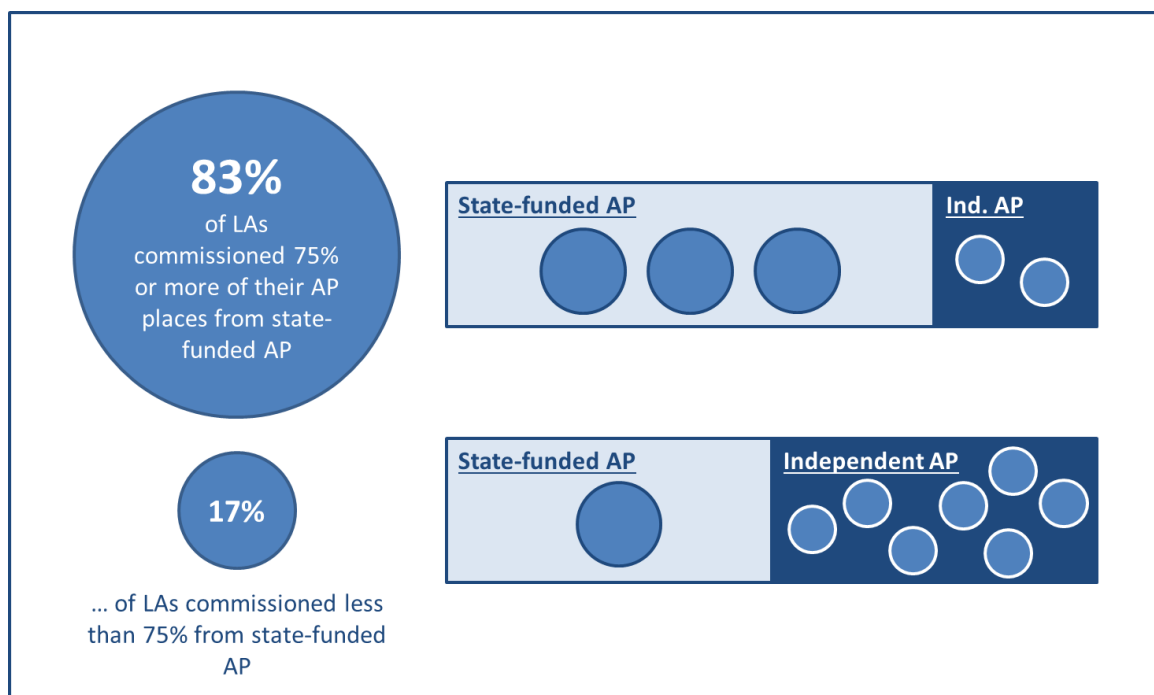 83%
of LAs
commissioned 75%
or more of their AP
places from state-
funded AP
State-funded AP
Ind. AP
17%
... of LAs commissioned less
than 75% from state-funded
AP
State-funded AP
Independent AP